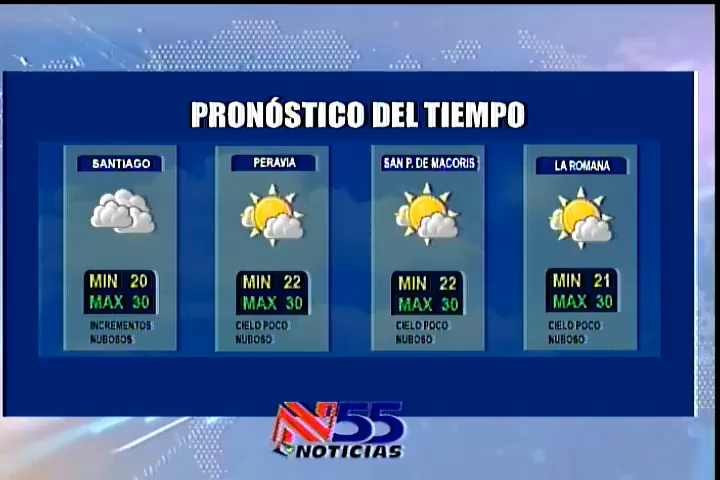 PRONÓSTICO DEL TIEMPO
SANTIAGO
MIN 20
MAX 30
INCREMENTOS
NUBOSOS
PERAVIA
MIN 22
MAX 30
CIELO POCO
NUBOSO
SAN P. DE MACORIS
MIN 22
MAX 30
CIELO POCO
NUBOSO
LA ROMANA
MIN 21
MAX 30
CIELO POCO
NUBOSO
N55
NOTICIAS